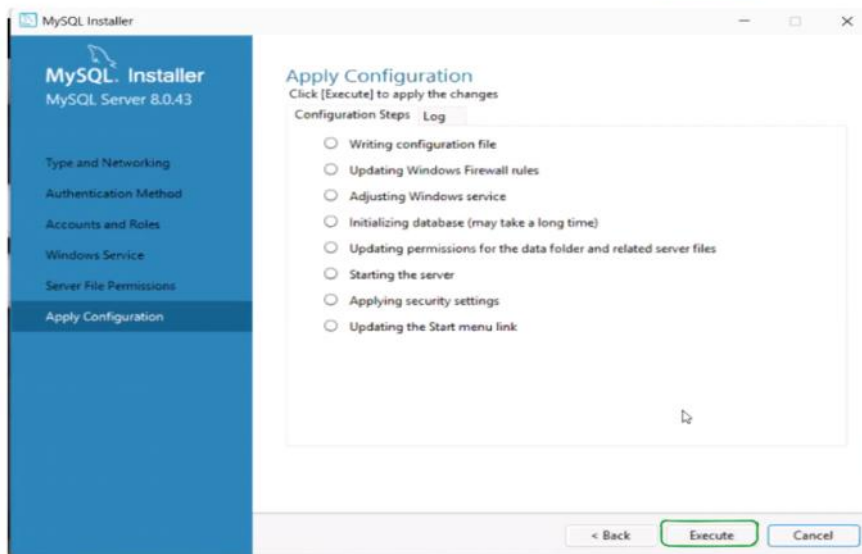 MySQL Installer
MySQL. Installer
MySQL Server 8.0.43
Type and Networking
Authentication Method
Accounts and Roles
Windows Service
Server File Permissions
Apply Configuration
Apply Configuration
Click [Execute] to apply the changes
Configuration Steps Log
Writing configuration file
Updating Windows Firewall rules
Adjusting Windows service
Initializing database (may take a long time)
Updating permissions for the data folder and related server files
Starting the server
Applying security settings
Updating the Start menu link
< Back Execute Cancel